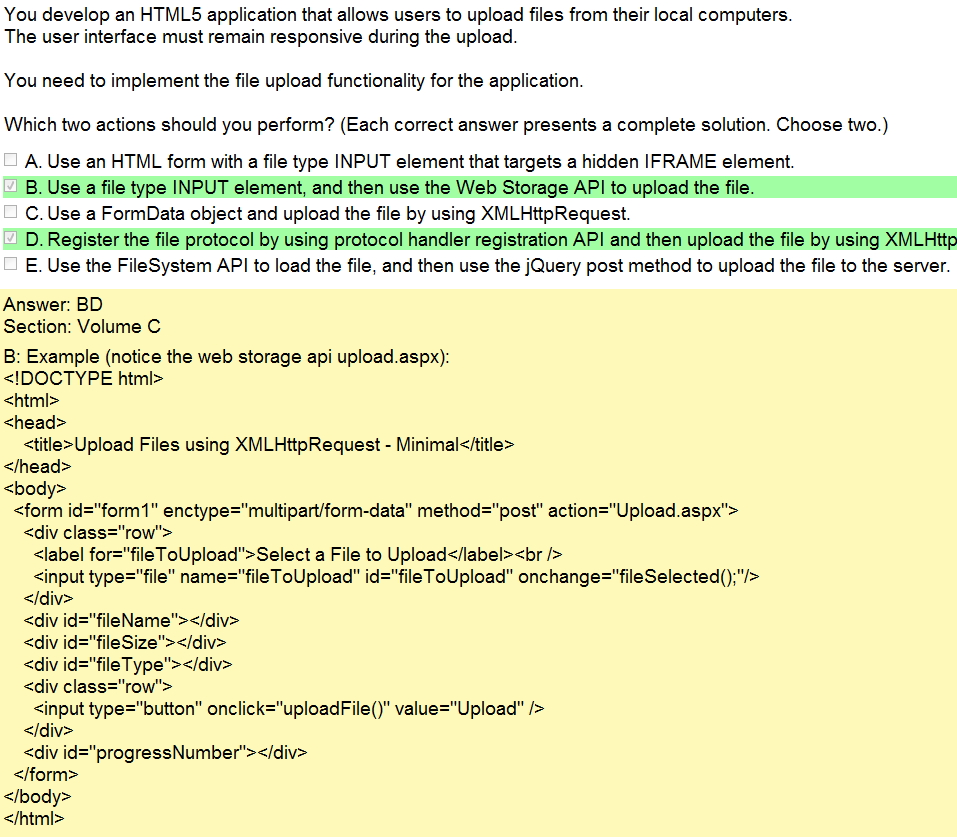 You develop an HTML5 application that allows users to upload files from their local computers.
The user interface must remain responsive during the upload.
You need to implement the file upload functionality for the application.
Which two actions should you perform? (Each correct answer presents a complete solution. Choose two.)
A. Use an HTML form with a file type INPUT element that targets a hidden IFRAME element.
B. Use a file type INPUT element, and then use the Web Storage API to upload the file.
C. Use a FormData object and upload the file by using XMLHttpRequest.
D. Register the file protocol by using protocol handler registration API and then upload the file by using XMLHttp
E. Use the FileSystem API to load the file, and then use the jQuery post method to upload the file to the server.
Answer: BD
Section: Volume C
B: Example (notice the web storage api upload.aspx):
<!DOCTYPE html>
<html>
<head>
<title>Upload Files using XMLHttpRequest - Minimal</title>
</head>
<body>
<form id="form1" enctype="multipart/form-data" method="post" action="Upload.aspx">
<div class="row">
<label for="fileToUpload">Select a File to Upload</label><br />
<input type="file" name="fileToUpload" id="fileToUpload" onchange="fileSelected();"/>
</div>
<div id="fileName"></div>
<div id="fileSize"></div>
<div id="fileType"></div>
<div class="row">
<input type="button" onclick="uploadFile()" value="Upload" />
</div>
<div id="progressNumber"></div>
</form>
</body>
</html>